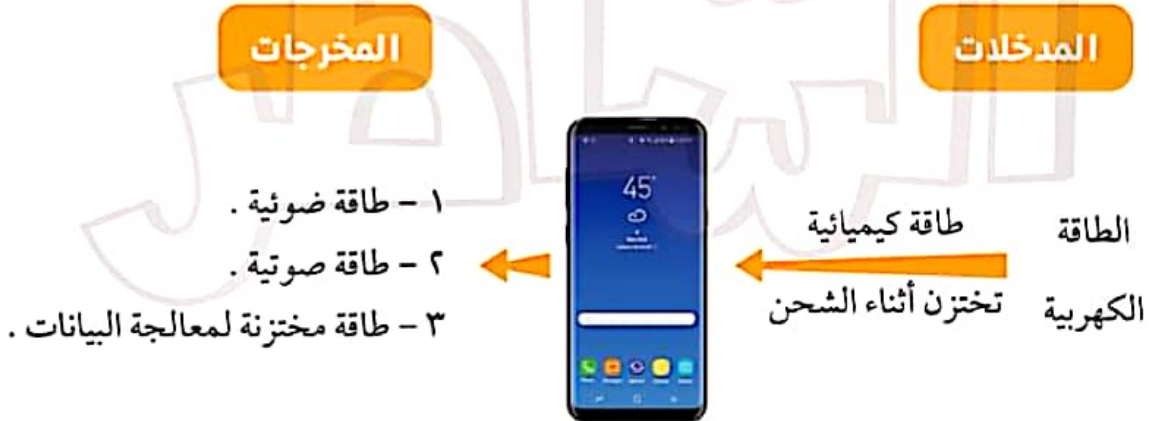 المدخلات
المخرجات
الطاقة
الكهربية
طاقة كيميائية
تختزن أثناء الشحن
45°
١ – طاقة ضوئية .
٢ – طاقة صوتية .
٣ – طاقة مختزنة لمعالجة البيانات .